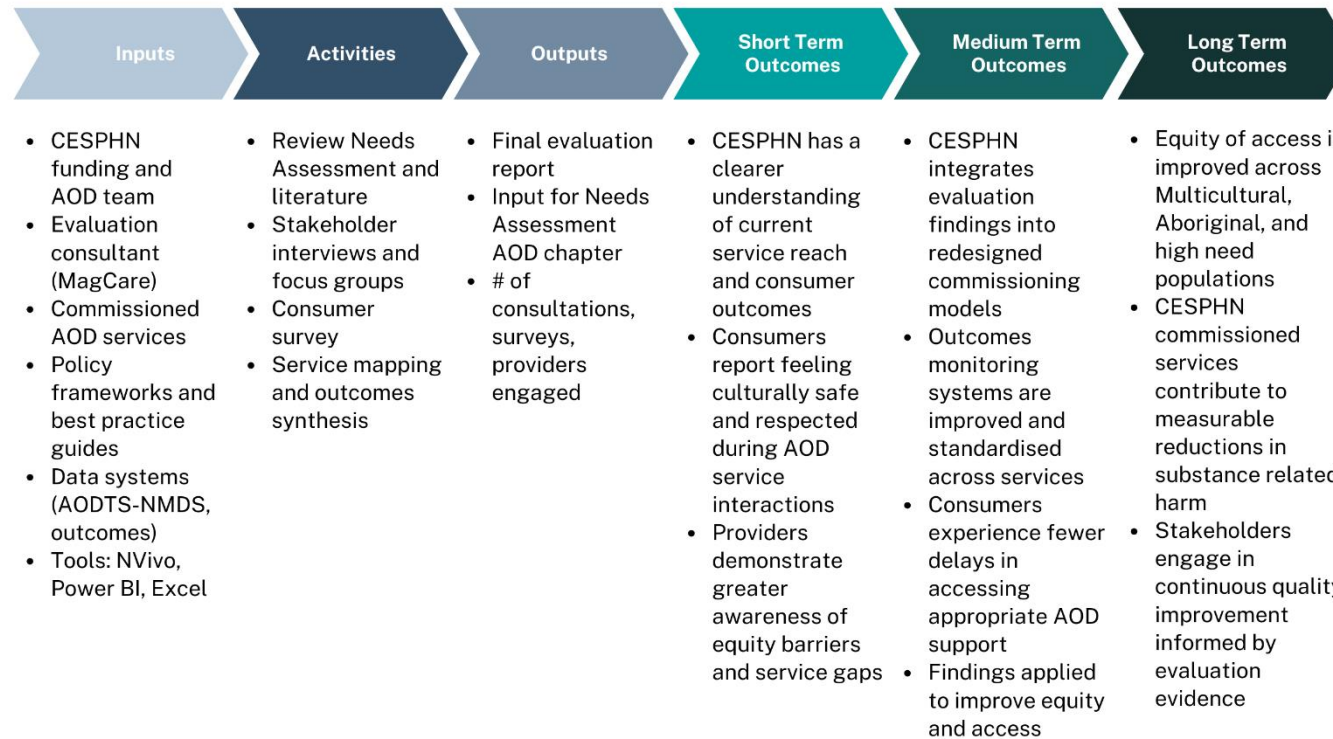 Inputs
Activities
Outputs
Short Term
Outcomes
Medium Term
Outcomes
Long Term
Outcomes
• CESPHN
funding and
AOD team
• Evaluation
consultant
(MagCare)
• Commissioned
AOD services
• Policy
frameworks and
best practice
guides
• Data systems
(AODTS-NMDS,
outcomes)
• Tools: NVivo,
Power BI, Excel
• Review Needs
Assessment and
literature
• Stakeholder
interviews and
focus groups
• Consumer
survey
• Service mapping
and outcomes
synthesis
• Final evaluation
report
• Input for Needs
Assessment
AOD chapter
• # of
consultations,
surveys,
providers
engaged
• CESPHN has a
clearer
understanding
of current
service reach
and consumer
outcomes
• Consumers
report feeling
culturally safe
and respected
during AOD
service
interactions
• Providers
demonstrate
greater
awareness of
equity barriers
and service gaps
• CESPHN
integrates
evaluation
findings into
redesigned
commissioning
models
• Outcomes
monitoring
systems are
improved and
standardised
across services
• Consumers
experience fewer
delays in
accessing
appropriate AOD
support
• Findings applied
to improve equity
and access
• Equity of access i
improved across
Multicultural,
Aboriginal, and
high need
populations
• CESPHN
commissioned
services
contribute to
measurable
reductions in
substance related
harm
• Stakeholders
engage in
continuous quality
improvement
informed by
evaluation
evidence